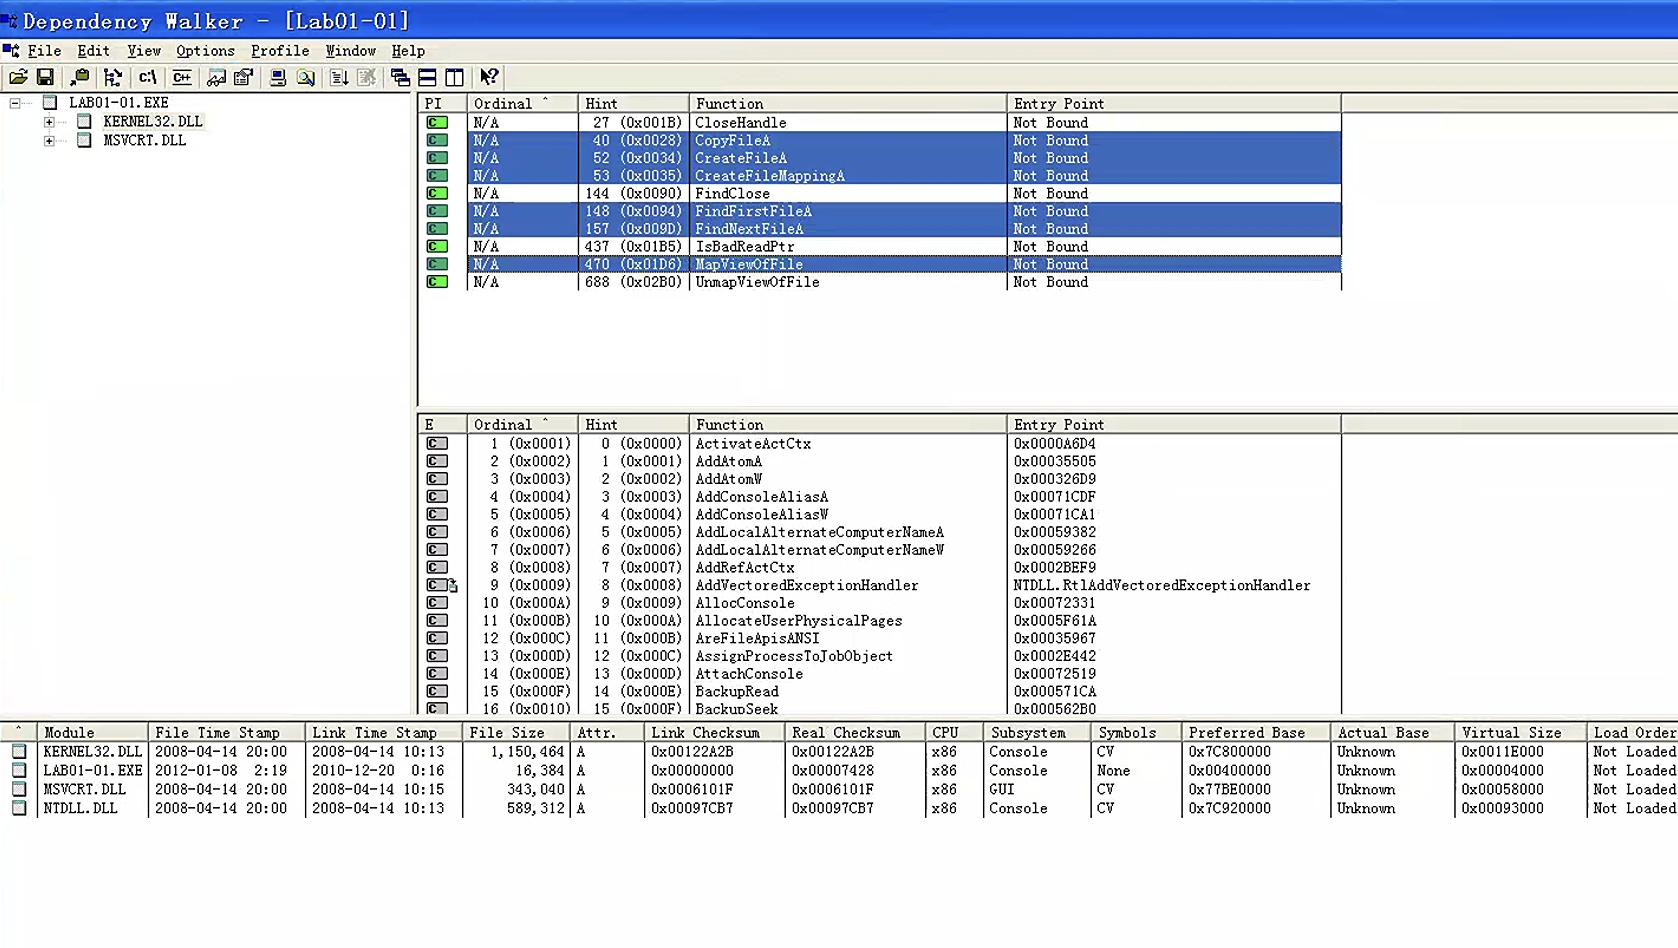 Dependency Walker - [Lab01-01]
File Edit View Options Profile Window Help
C:\ C++
LAB01-01.EXE
KERNEL32.DLL
MSVCRT.DLL
PI Ordinal ^ Hint Function Entry Point
C N/A 27 (0x001B) CloseHandle Not Bound
C N/A 40 (0x0028) CopyFileA Not Bound
C N/A 52 (0x0034) CreateFileA Not Bound
C N/A 53 (0x0035) CreateFileMappingA Not Bound
C N/A 144 (0x0090) FindClose Not Bound
C N/A 148 (0x0094) FindFirstFileA Not Bound
C N/A 157 (0x009D) FindNextFileA Not Bound
C N/A 437 (0x01B5) IsBadReadPtr Not Bound
C N/A 470 (0x01D6) MapViewOfFile Not Bound
C N/A 688 (0x02B0) UnmapViewOfFile Not Bound
E Ordinal ^ Hint Function Entry Point
C 1 (0x0001) 0 (0x0000) ActivateActCtx 0x0000A6D4
C 2 (0x0002) 1 (0x0001) AddAtomA 0x00035505
C 3 (0x0003) 2 (0x0002) AddAtomW 0x000326D9
C 4 (0x0004) 3 (0x0003) AddConsoleAliasA 0x00071CDF
C 5 (0x0005) 4 (0x0004) AddConsoleAliasW 0x00071CA1
C 6 (0x0006) 5 (0x0005) AddLocalAlternateComputerNameA 0x00059382
C 7 (0x0007) 6 (0x0006) AddLocalAlternateComputerNameW 0x00059266
C 8 (0x0008) 7 (0x0007) AddRefActCtx 0x0002BEF9
C 9 (0x0009) 8 (0x0008) AddVectoredExceptionHandler NTDLL.RtlAddVectoredExceptionHandler
C 10 (0x000A) 9 (0x0009) AllocConsole 0x00072331
C 11 (0x000B) 10 (0x000A) AllocateUserPhysicalPages 0x0005F61A
C 12 (0x000C) 11 (0x000B) AreFileApisANSI 0x00035967
C 13 (0x000D) 12 (0x000C) AssignProcessToJobObject 0x0002E442
C 14 (0x000E) 13 (0x000D) AttachConsole 0x00072519
C 15 (0x000F) 14 (0x000E) BackupRead 0x000571CA
C 16 (0x0010) 15 (0x000F) BackupSeek 0x000562B0
^ Module File Time Stamp Link Time Stamp File Size Attr. Link Checksum Real Checksum CPU Subsystem Symbols Preferred Base Actual Base Virtual Size Load Order
KERNEL32.DLL 2008-04-14 20:00 2008-04-14 10:13 1,150,464 A 0x00122A2B 0x00122A2B x86 Console CV 0x7C800000 Unknown 0x0011E000 Not Loaded
LAB01-01.EXE 2012-01-08 2:19 2010-12-20 0:16 16,384 A 0x00000000 0x00007428 x86 Console None 0x00400000 Unknown 0x00004000 Not Loaded
MSVCRT.DLL 2008-04-14 20:00 2008-04-14 10:15 343,040 A 0x0006101F 0x0006101F x86 GUI CV 0x77BE0000 Unknown 0x00058000 Not Loaded
NTDLL.DLL 2008-04-14 20:00 2008-04-14 10:13 589,312 A 0x00097CB7 0x00097CB7 x86 Console CV 0x7C920000 Unknown 0x00093000 Not Loaded